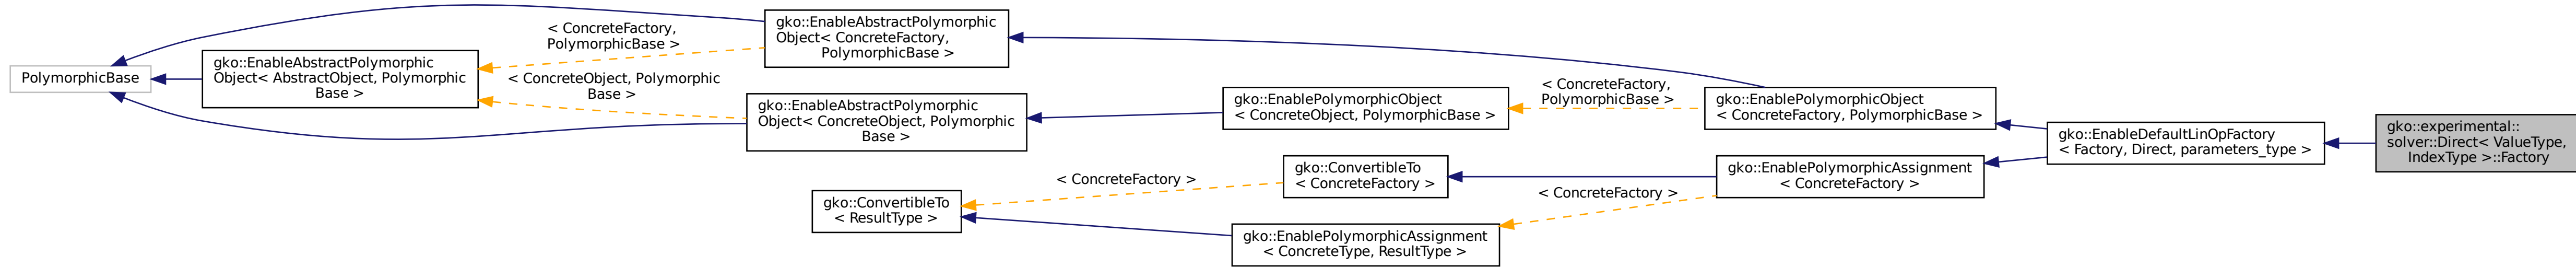 PolymorphicBase
gko::EnableAbstractPolymorphic
Object< AbstractObject, Polymorphic
Base >
< ConcreteFactory,
PolymorphicBase >
< ConcreteObject, Polymorphic
Base >
gko::EnableAbstractPolymorphic
Object< ConcreteFactory,
PolymorphicBase >
gko::EnableAbstractPolymorphic
Object< ConcreteObject, Polymorphic
Base >
gko::ConvertibleTo
< ResultType >
< ConcreteFactory >
gko::EnablePolymorphicObject
< ConcreteObject, PolymorphicBase >
gko::ConvertibleTo
< ConcreteFactory >
gko::EnablePolymorphicAssignment
< ConcreteType, ResultType >
< ConcreteFactory,
PolymorphicBase >
< ConcreteFactory >
gko::EnablePolymorphicObject
< ConcreteFactory, PolymorphicBase >
gko::EnablePolymorphicAssignment
< ConcreteFactory >
gko::EnableDefaultLinOpFactory
< Factory, Direct, parameters_type >
gko::experimental::
solver::Direct< ValueType,
IndexType >::Factory